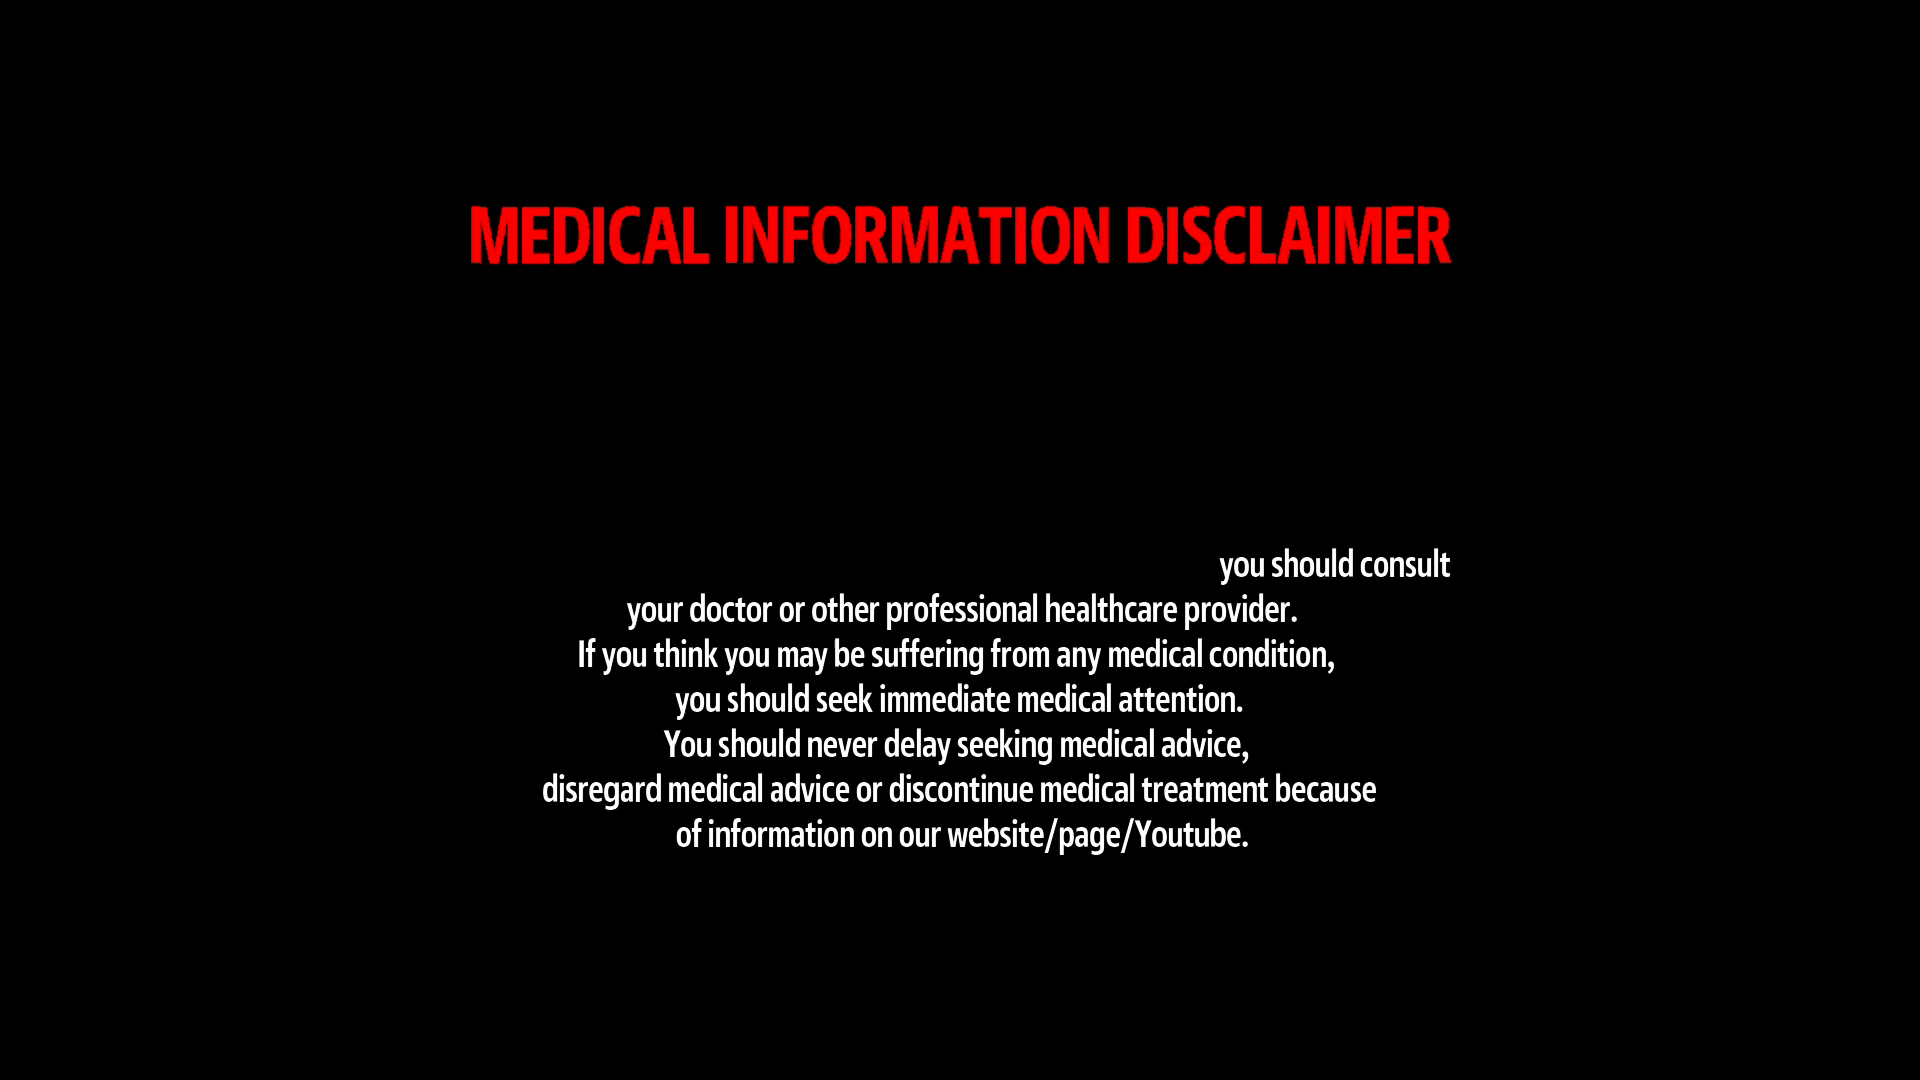 MEDICAL INFORMATION DISCLAIMER
you should consult
your doctor or other professional healthcare provider.
If you think you may be suffering from any medical condition,
you should seek immediate medical attention.
You should never delay seeking medical advice,
disregard medical advice or discontinue medical treatment because
of information on our website/page/Youtube.